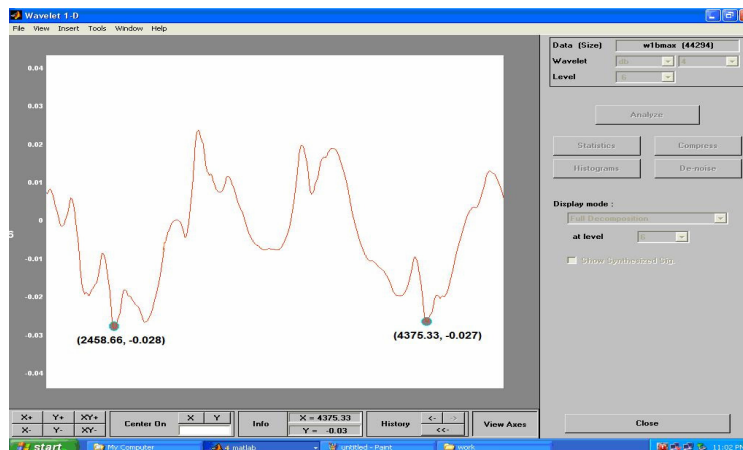 Wavelet 1-D
File View Insert Tools Window Help
Data (Size) w1bmax (44294)
Wavelet db 4
Level 6
Analyze
Statistics Compress
Histograms De-noise
Display mode :
Full Decomposition
at level 6
Show Synthesized Sig.
0.04
0.03
0.02
0.01
0
-0.01
-0.02
-0.03
-0.04
(2458.66, -0.028)
(4375.33, -0.027)
X+ Y+ XY+
X- Y- XY-
Center On X Y
Info X = 4375.33
Y = -0.03
History <- ->
<<-
View Axes
Close
start My Computer 4 matlab untitled - Paint work 11:02 PM